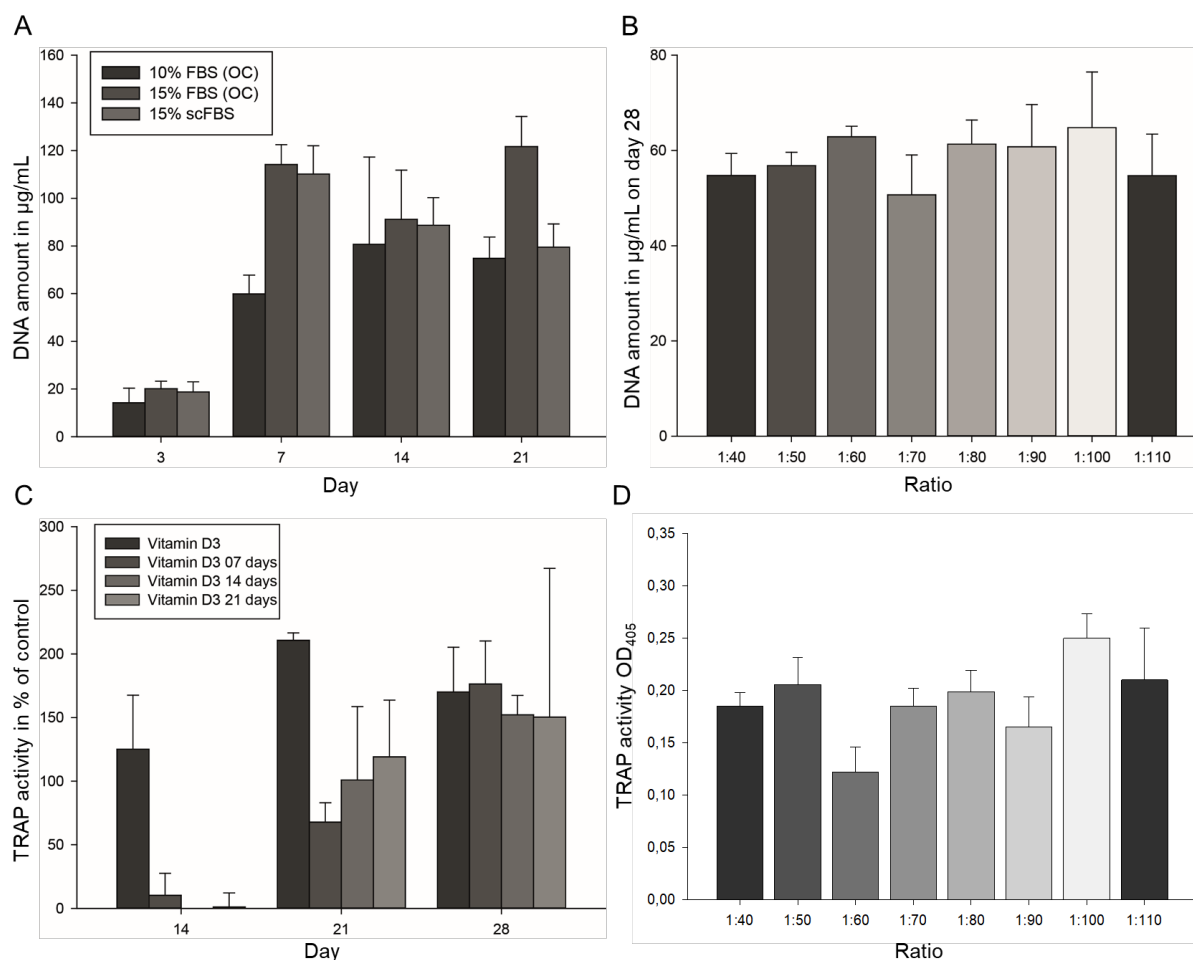 A
DNA amount in µg/mL
160
140
120
100
80
60
40
20
0
10% FBS (OC)
15% FBS (OC)
15% scFBS
3 7 14 21
Day
B
DNA amount in µg/mL on day 28
80
60
40
20
0
1:40 1:50 1:60 1:70 1:80 1:90 1:100 1:110
Ratio
C
TRAP activity in % of control
300
250
200
150
100
50
0
Vitamin D3
Vitamin D3 07 days
Vitamin D3 14 days
Vitamin D3 21 days
14 21 28
Day
D
TRAP activity OD405
0,35
0,30
0,25
0,20
0,15
0,10
0,05
0,00
1:40 1:50 1:60 1:70 1:80 1:90 1:100 1:110
Ratio